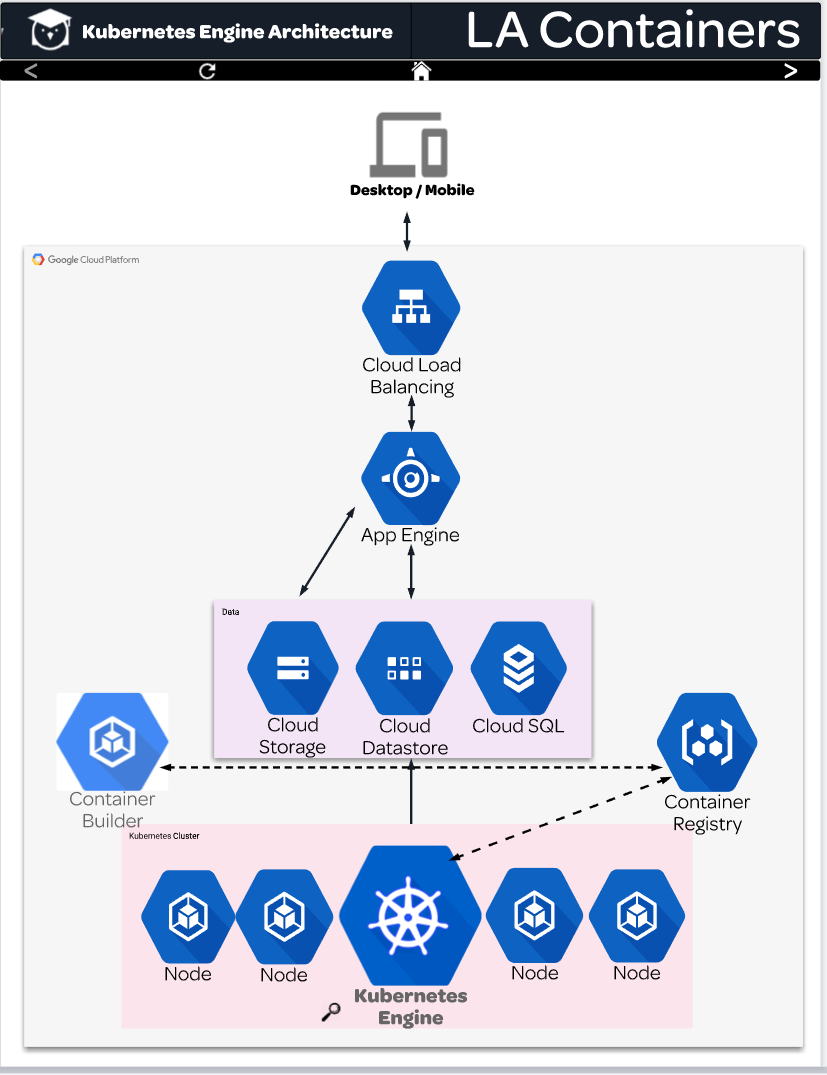 Kubernetes Engine Architecture
LA Containers
Desktop / Mobile
Google Cloud Platform
Cloud Load
Balancing
App Engine
Data
Cloud
Storage
Cloud
Datastore
Cloud SQL
Container
Builder
Container
Registry
Kubernetes Cluster
Node
Node
Node
Node
Kubernetes
Engine